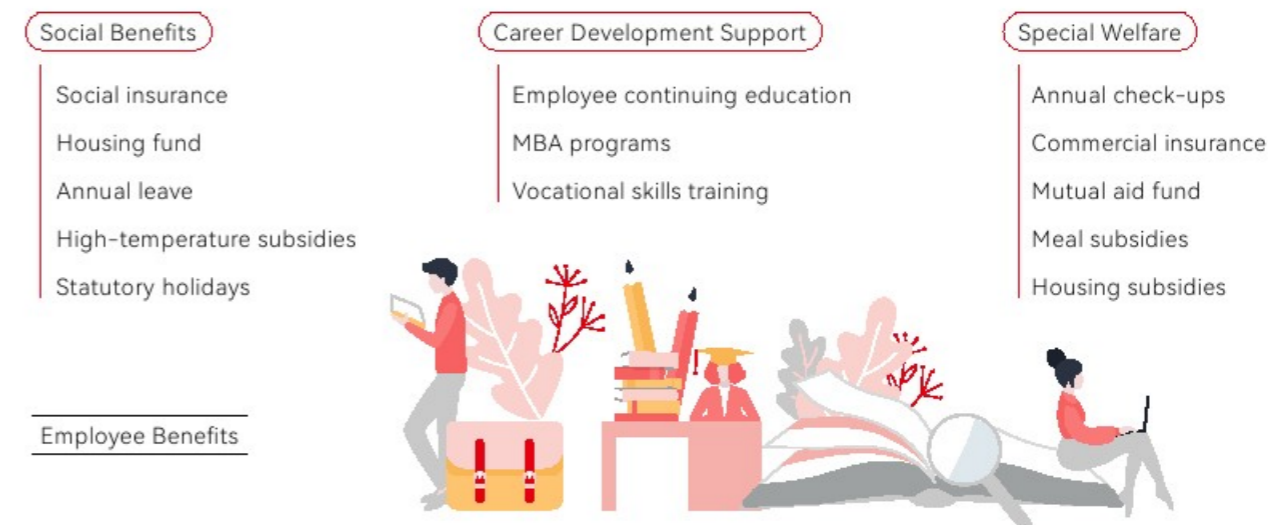 Social Benefits
Social insurance
Housing fund
Annual leave
High-temperature subsidies
Statutory holidays
Career Development Support
Employee continuing education
MBA programs
Vocational skills training
Special Welfare
Annual check-ups
Commercial insurance
Mutual aid fund
Meal subsidies
Housing subsidies
Employee Benefits